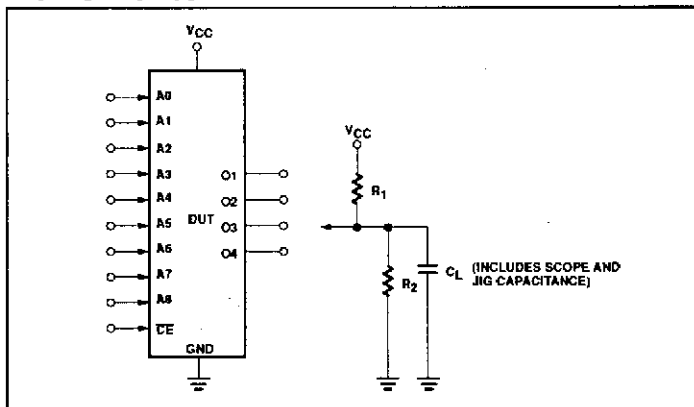 VCC
A0
A1
A2
A3
A4
A5
A6
A7
A8
CE
O1
O2
O3
O4
DUT
GND
VCC
R1
R2
CL (INCLUDES SCOPE AND
JIG CAPACITANCE)